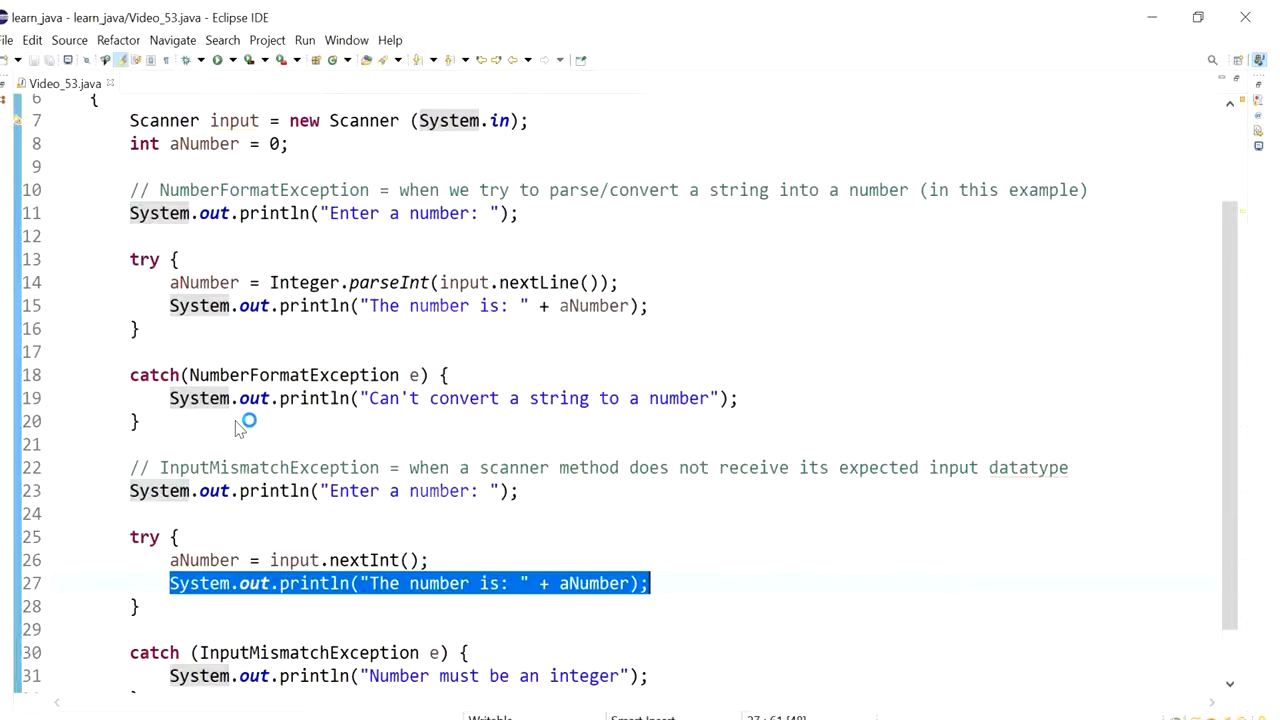 learn_java - learn_java/Video_53.java - Eclipse IDE
File Edit Source Refactor Navigate Search Project Run Window Help
Video_53.java
6 {
7 Scanner input = new Scanner (System.in);
8 int aNumber = 0;
9
10 // NumberFormatException = when we try to parse/convert a string into a number (in this example)
11 System.out.println("Enter a number: ");
12
13 try {
14 aNumber = Integer.parseInt(input.nextLine());
15 System.out.println("The number is: " + aNumber);
16 }
17
18 catch(NumberFormatException e) {
19 System.out.println("Can't convert a string to a number");
20 }
21
22 // InputMismatchException = when a scanner method does not receive its expected input datatype
23 System.out.println("Enter a number: ");
24
25 try {
26 aNumber = input.nextInt();
27 System.out.println("The number is: " + aNumber);
28 }
29
30 catch (InputMismatchException e) {
31 System.out.println("Number must be an integer");
Writable Smart Insert 27 : 61 [48]